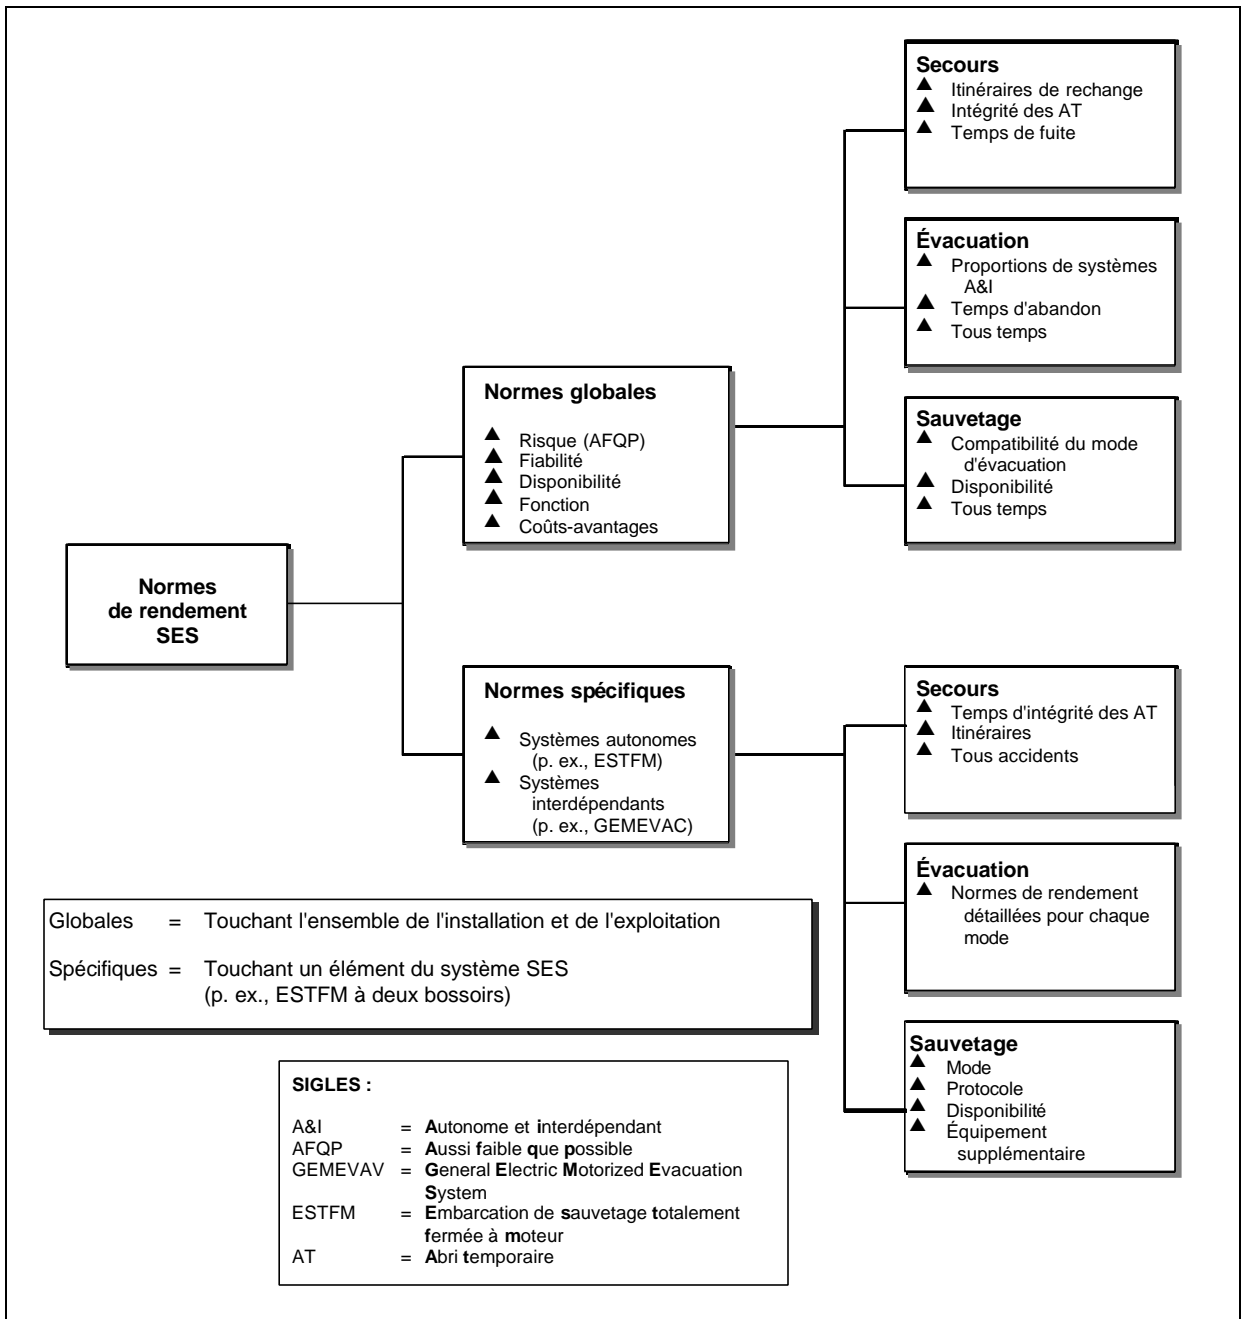 Secours
▲ Itinéraires de rechange
▲ Intégrité des AT
▲ Temps de fuite
Évacuation
▲ Proportions de systèmes
A&I
▲ Temps d'abandon
▲ Tous temps
Normes globales
▲ Risque (AFQP)
▲ Fiabilité
▲ Disponibilité
▲ Fonction
▲ Coûts-avantages
Sauvetage
▲ Compatibilité du mode
d'évacuation
▲ Disponibilité
▲ Tous temps
Normes
de rendement
SES
Normes spécifiques
▲ Systèmes autonomes
(p. ex., ESTFM)
▲ Systèmes
interdépendants
(p. ex., GEMEVAC)
Secours
▲ Temps d'intégrité des AT
▲ Itinéraires
▲ Tous accidents
Évacuation
▲ Normes de rendement
détaillées pour chaque
mode
Sauvetage
▲ Mode
▲ Protocole
▲ Disponibilité
▲ Équipement
supplémentaire
Globales = Touchant l'ensemble de l'installation et de l'exploitation
Spécifiques = Touchant un élément du système SES
(p. ex., ESTFM à deux bossoirs)
SIGLES :
A&I = Autonome et interdépendant
AFQP = Aussi faible que possible
GEMEVAV = General Electric Motorized Evacuation
System
ESTFM = Embarcation de sauvetage totalement
fermée à moteur
AT = Abri temporaire